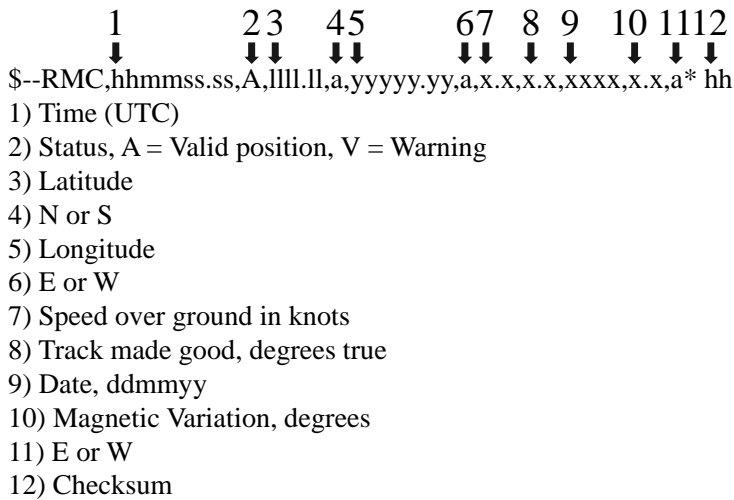 1 2 3 4 5 6 7 8 9 10 11 12
$--RMC,hhmmss.ss,A,llll.ll,a,yyyyy.yy,a,x.x,x.x,xxxx,x.x,a* hh
1) Time (UTC)
2) Status, A = Valid position, V = Warning
3) Latitude
4) N or S
5) Longitude
6) E or W
7) Speed over ground in knots
8) Track made good, degrees true
9) Date, ddmmyy
10) Magnetic Variation, degrees
11) E or W
12) Checksum